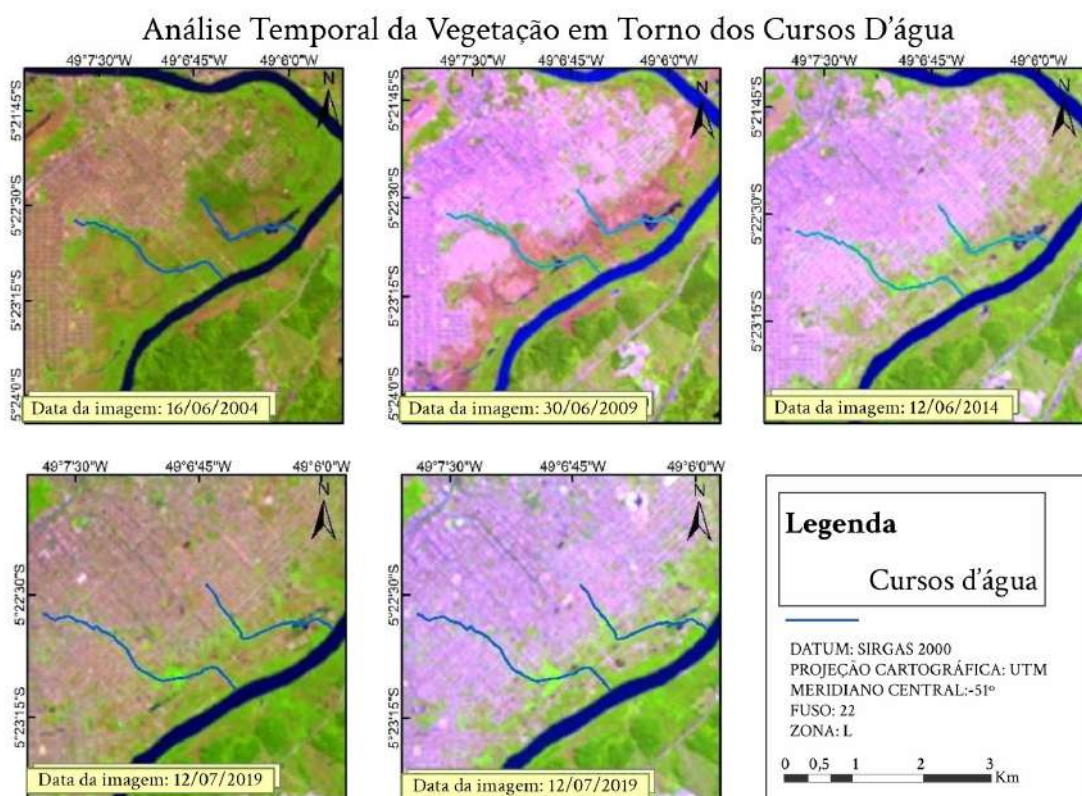 Análise Temporal da Vegetação em Torno dos Cursos D'água
49°7'30"W 49°6'45"W 49°6'0"W
N
5°21'45"S
5°22'30"S
5°23'15"S
5°24'0"S
Data da imagem: 16/06/2004
49°7'30"W 49°6'45"W 49°6'0"W
N
5°21'45"S
5°22'30"S
5°23'15"S
5°24'0"S
Data da imagem: 30/06/2009
49°7'30"W 49°6'45"W 49°6'0"W
N
5°21'45"S
5°22'30"S
5°23'15"S
Data da imagem: 12/06/2014
49°7'30"W 49°6'45"W 49°6'0"W
N
5°22'30"S
5°23'15"S
Data da imagem: 12/07/2019
49°7'30"W 49°6'45"W 49°6'0"W
N
5°22'30"S
5°23'15"S
Data da imagem: 12/07/2019
Legenda
Cursos d'água
DATUM: SIRGAS 2000
PROJEÇÃO CARTOGRÁFICA: UTM
MERIDIANO CENTRAL:-51º
FUSO: 22
ZONA: L
0 0,5 1 2 3
Km